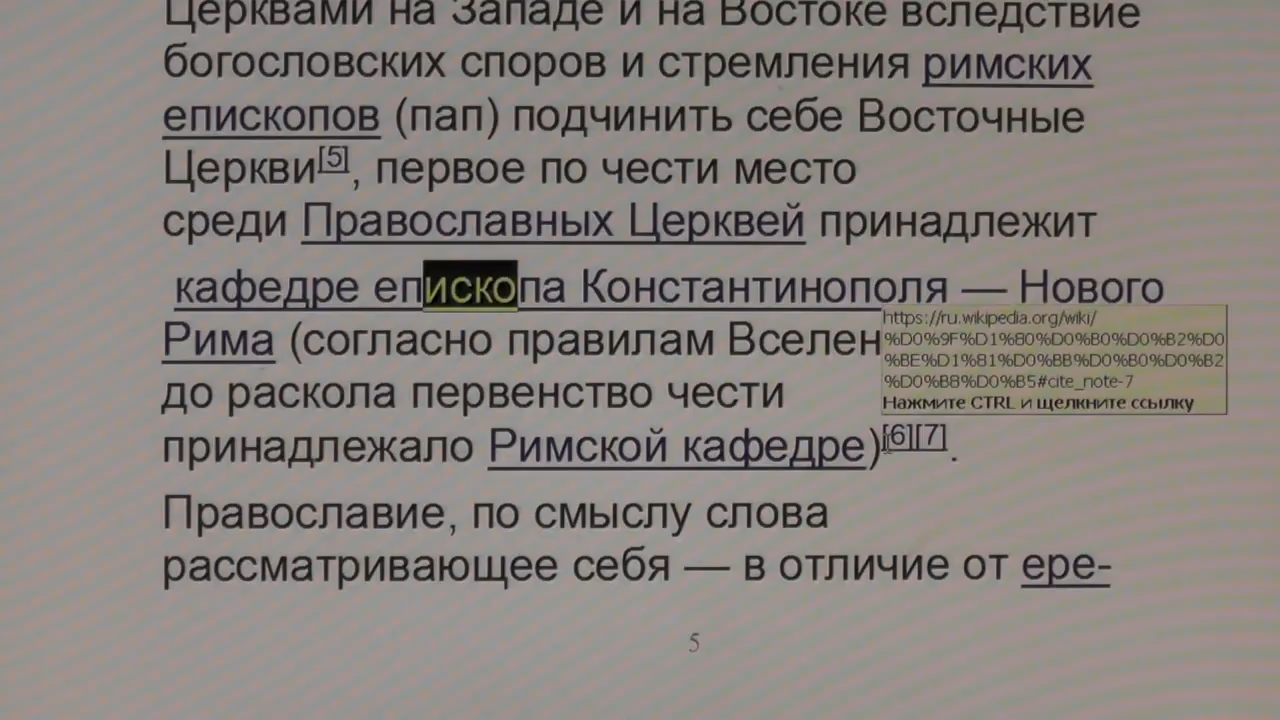 Церквами на Западе и на Востоке вследствие
богословских споров и стремления римских
епископов (пап) подчинить себе Восточные
Церкви[5], первое по чести место
среди Православных Церквей принадлежит
кафедре епископа Константинополя — Нового
Рима (согласно правилам Вселен
до раскола первенство чести
принадлежало Римской кафедре)[6][7].
https://ru.wikipedia.org/wiki/
%D0%9F%D1%80%D0%B0%D0%B2%D0
%BE%D1%81%D0%BB%D0%B0%D0%B2
%D0%B8%D0%B5#cite_note-7
Нажмите CTRL и щелкните ссылку
Православие, по смыслу слова
рассматривающее себя — в отличие от ере-
5